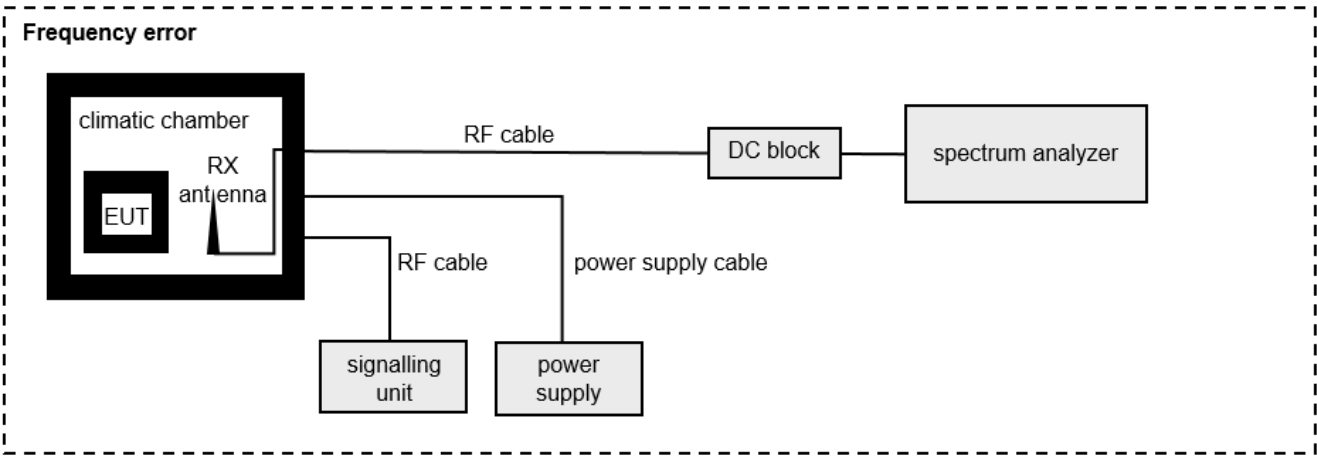 Frequency error
climatic chamber
RX
antenna
EUT
RF cable
DC block
spectrum analyzer
RF cable
power supply cable
signalling
unit
power
supply